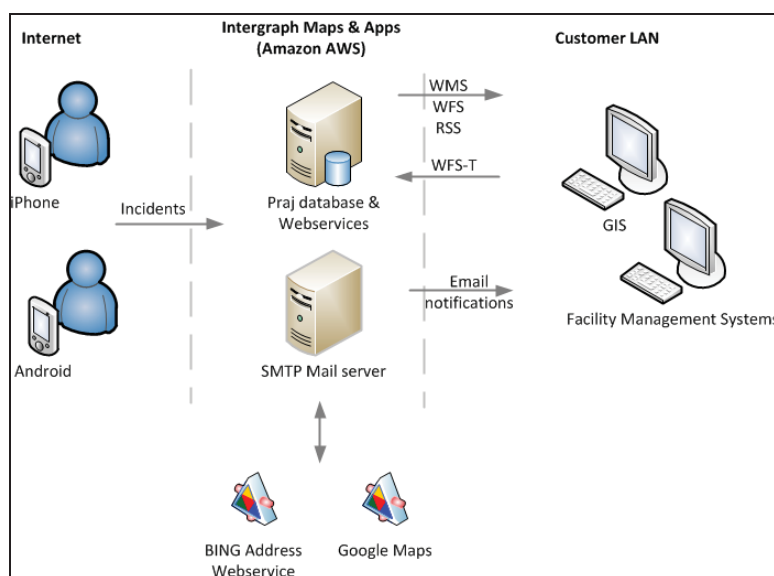 Internet
Intergraph Maps & Apps
(Amazon AWS)
Customer LAN
iPhone
Incidents
Android
Praj database &
Webservices
SMTP Mail server
WMS
WFS
RSS
WFS-T
Email
notifications
GIS
Facility Management Systems
BING Address
Webservice
Google Maps